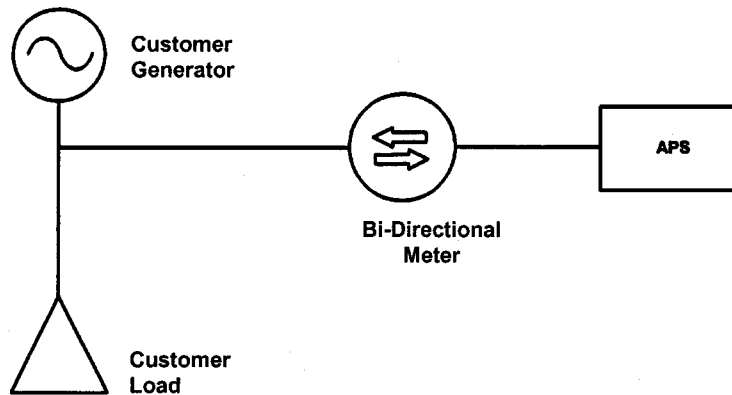 Customer
Generator
APS
Bi-Directional
Meter
Customer
Load